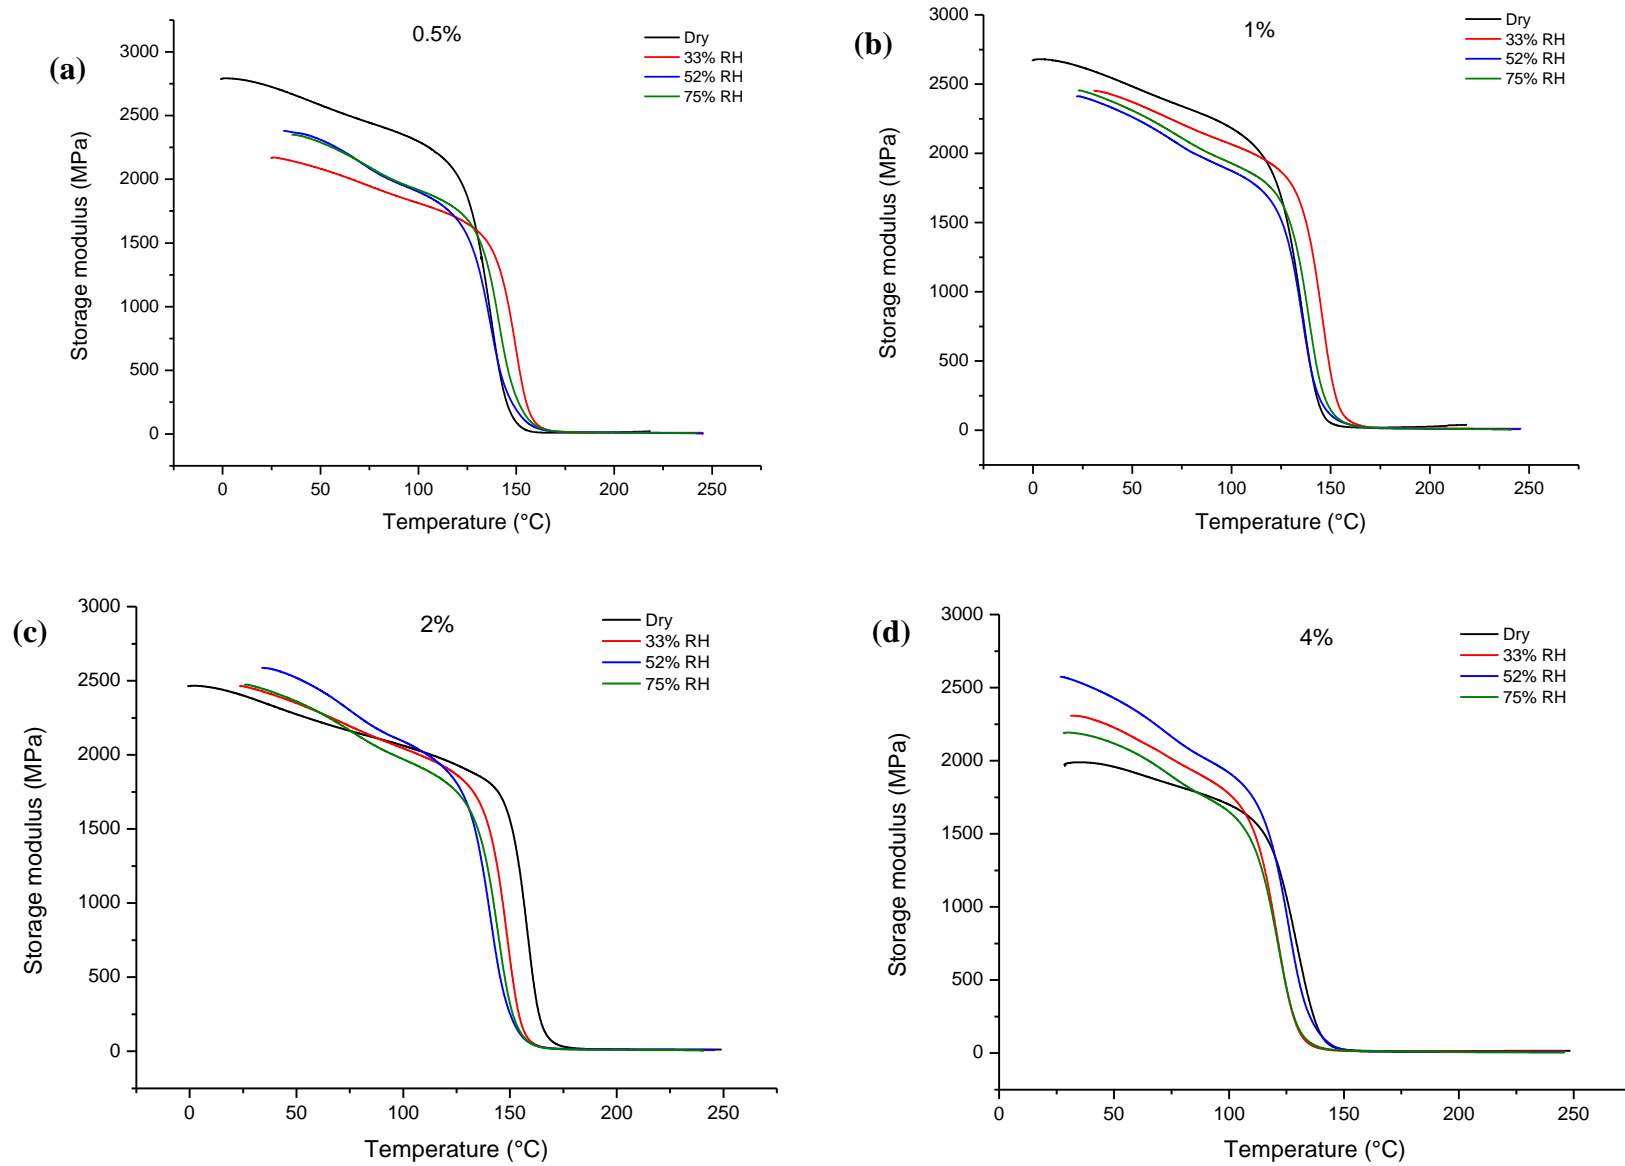 (a)
0.5%
Dry
33% RH
52% RH
75% RH
3000
2500
2000
1500
1000
500
0
Storage modulus (MPa)
0 50 100 150 200 250
Temperature (°C)
(b)
1%
Dry
33% RH
52% RH
75% RH
3000
2500
2000
1500
1000
500
0
Storage modulus (MPa)
0 50 100 150 200 250
Temperature (°C)
(c)
2%
Dry
33% RH
52% RH
75% RH
3000
2500
2000
1500
1000
500
0
Storage modulus (MPa)
0 50 100 150 200 250
Temperature (°C)
(d)
4%
Dry
33% RH
52% RH
75% RH
3000
2500
2000
1500
1000
500
0
Storage modulus (MPa)
0 50 100 150 200 250
Temperature (°C)